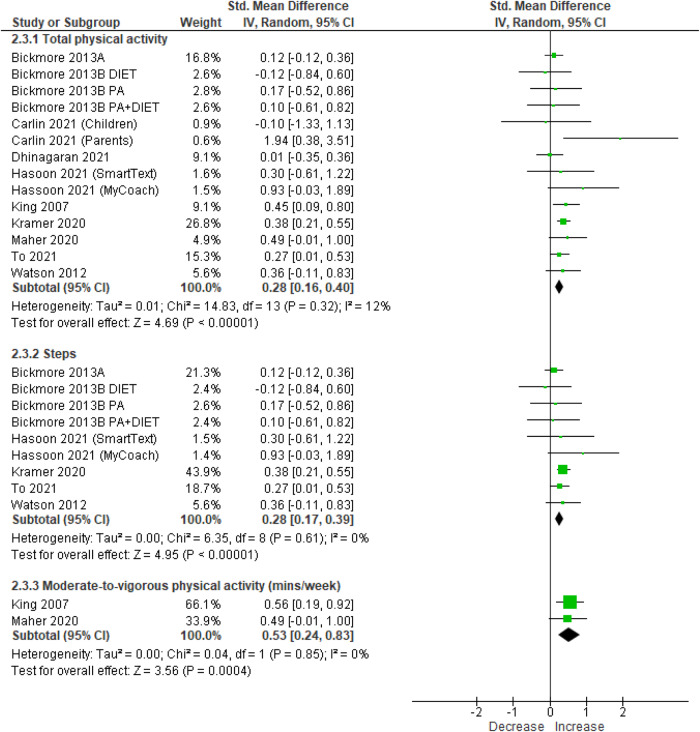 Std. Mean Difference Std. Mean Difference
Study or Subgroup Weight IV, Random, 95% CI IV, Random, 95% CI
2.3.1 Total physical activity
Bickmore 2013A 16.8% 0.12 [-0.12, 0.36]
Bickmore 2013B DIET 2.6% -0.12 [-0.84, 0.60]
Bickmore 2013B PA 2.8% 0.17 [-0.52, 0.86]
Bickmore 2013B PA+DIET 2.6% 0.10 [-0.61, 0.82]
Carlin 2021 (Children) 0.9% -0.10 [-1.33, 1.13]
Carlin 2021 (Parents) 0.6% 1.94 [0.38, 3.51]
Dhinagaran 2021 9.1% 0.01 [-0.35, 0.36]
Hasoon 2021 (SmartText) 1.6% 0.30 [-0.61, 1.22]
Hassoon 2021 (MyCoach) 1.5% 0.93 [-0.03, 1.89]
King 2007 9.1% 0.45 [0.09, 0.80]
Kramer 2020 26.8% 0.38 [0.21, 0.55]
Maher 2020 4.9% 0.49 [-0.01, 1.00]
To 2021 15.3% 0.27 [0.01, 0.53]
Watson 2012 5.6% 0.36 [-0.11, 0.83]
Subtotal (95% CI) 100.0% 0.28 [0.16, 0.40]
Heterogeneity: Tau² = 0.01; Chi² = 14.83, df = 13 (P = 0.32); I² = 12%
Test for overall effect: Z = 4.69 (P < 0.00001)
2.3.2 Steps
Bickmore 2013A 21.3% 0.12 [-0.12, 0.36]
Bickmore 2013B DIET 2.4% -0.12 [-0.84, 0.60]
Bickmore 2013B PA 2.6% 0.17 [-0.52, 0.86]
Bickmore 2013B PA+DIET 2.4% 0.10 [-0.61, 0.82]
Hasoon 2021 (SmartText) 1.5% 0.30 [-0.61, 1.22]
Hassoon 2021 (MyCoach) 1.4% 0.93 [-0.03, 1.89]
Kramer 2020 43.9% 0.38 [0.21, 0.55]
To 2021 18.7% 0.27 [0.01, 0.53]
Watson 2012 5.6% 0.36 [-0.11, 0.83]
Subtotal (95% CI) 100.0% 0.28 [0.17, 0.39]
Heterogeneity: Tau² = 0.00; Chi² = 6.35, df = 8 (P = 0.61); I² = 0%
Test for overall effect: Z = 4.95 (P < 0.00001)
2.3.3 Moderate-to-vigorous physical activity (mins/week)
King 2007 66.1% 0.56 [0.19, 0.92]
Maher 2020 33.9% 0.49 [-0.01, 1.00]
Subtotal (95% CI) 100.0% 0.53 [0.24, 0.83]
Heterogeneity: Tau² = 0.00; Chi² = 0.04, df = 1 (P = 0.85); I² = 0%
Test for overall effect: Z = 3.56 (P = 0.0004)
-2 -1 0 1 2
Decrease Increase